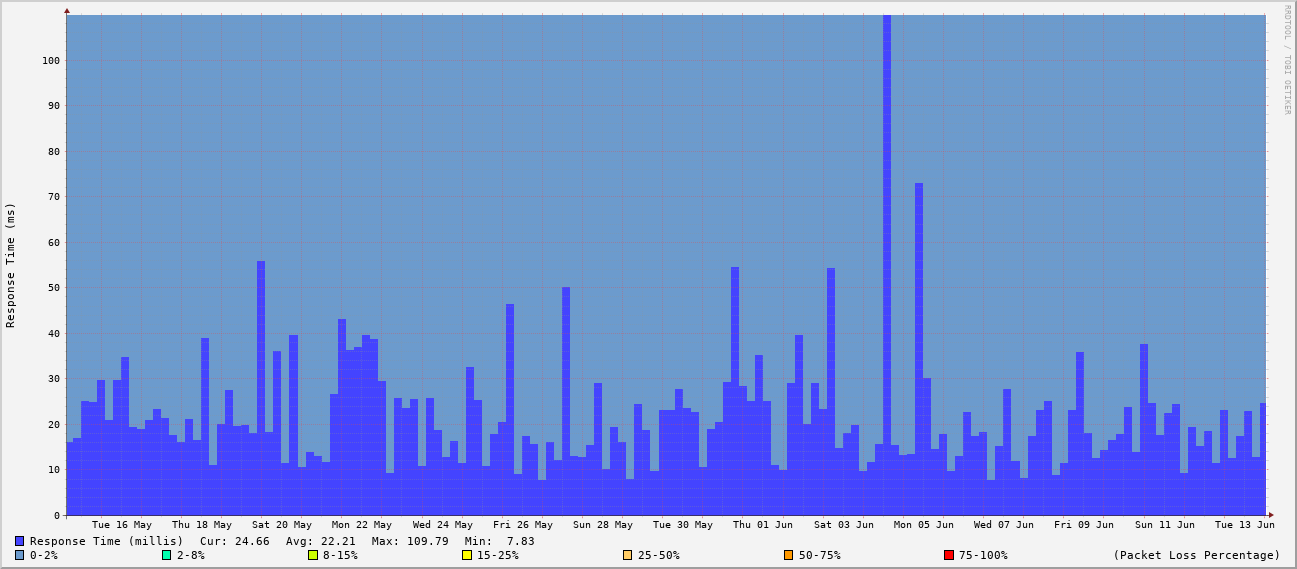 RRDTOOL / TOBI OETIKER
Response Time (ms)
100
90
80
70
60
50
40
30
20
10
0
Tue 16 May Thu 18 May Sat 20 May Mon 22 May Wed 24 May Fri 26 May Sun 28 May Tue 30 May Thu 01 Jun Sat 03 Jun Mon 05 Jun Wed 07 Jun Fri 09 Jun Sun 11 Jun Tue 13 Jun
Response Time (millis) Cur: 24.66 Avg: 22.21 Max: 109.79 Min: 7.83
0-2% 2-8% 8-15% 15-25% 25-50% 50-75% 75-100% (Packet Loss Percentage)